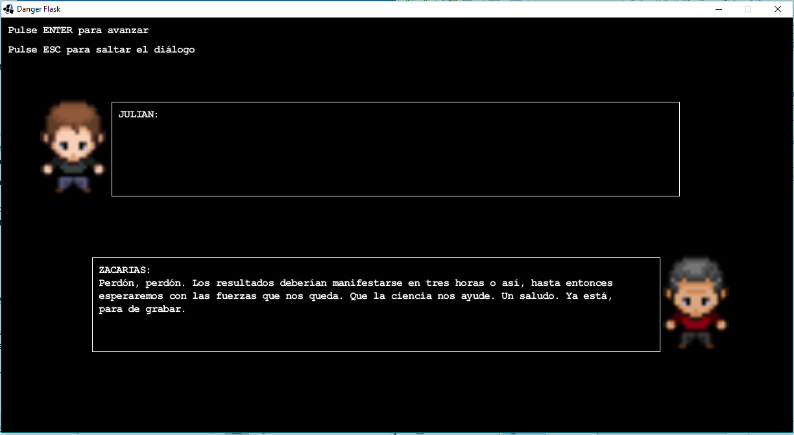 Danger Flask
Pulse ENTER para avanzar
Pulse ESC para saltar el diálogo
JULIAN:
ZACARIAS:
Perdón, perdón. Los resultados deberían manifestarse en tres horas o así, hasta entonces
esperaremos con las fuerzas que nos queda. Que la ciencia nos ayude. Un saludo. Ya está,
para de grabar.